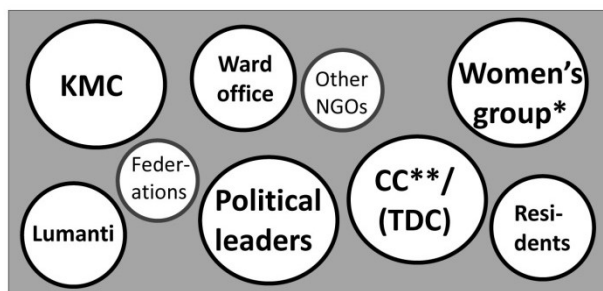 KMC
Ward
office
Other
NGOs
Women's
group*
Feder-
ations
Lumanti
Political
leaders
CC**/
(TDC)
Resi-
dents